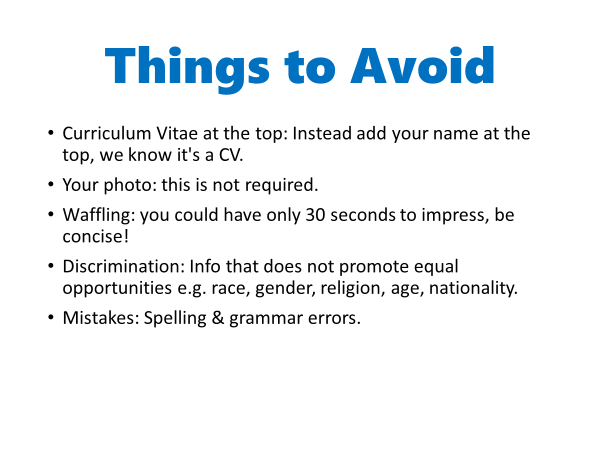 Things to Avoid
• Curriculum Vitae at the top: Instead add your name at the
top, we know it's a CV.
• Your photo: this is not required.
• Waffling: you could have only 30 seconds to impress, be
concise!
• Discrimination: Info that does not promote equal
opportunities e.g. race, gender, religion, age, nationality.
• Mistakes: Spelling & grammar errors.